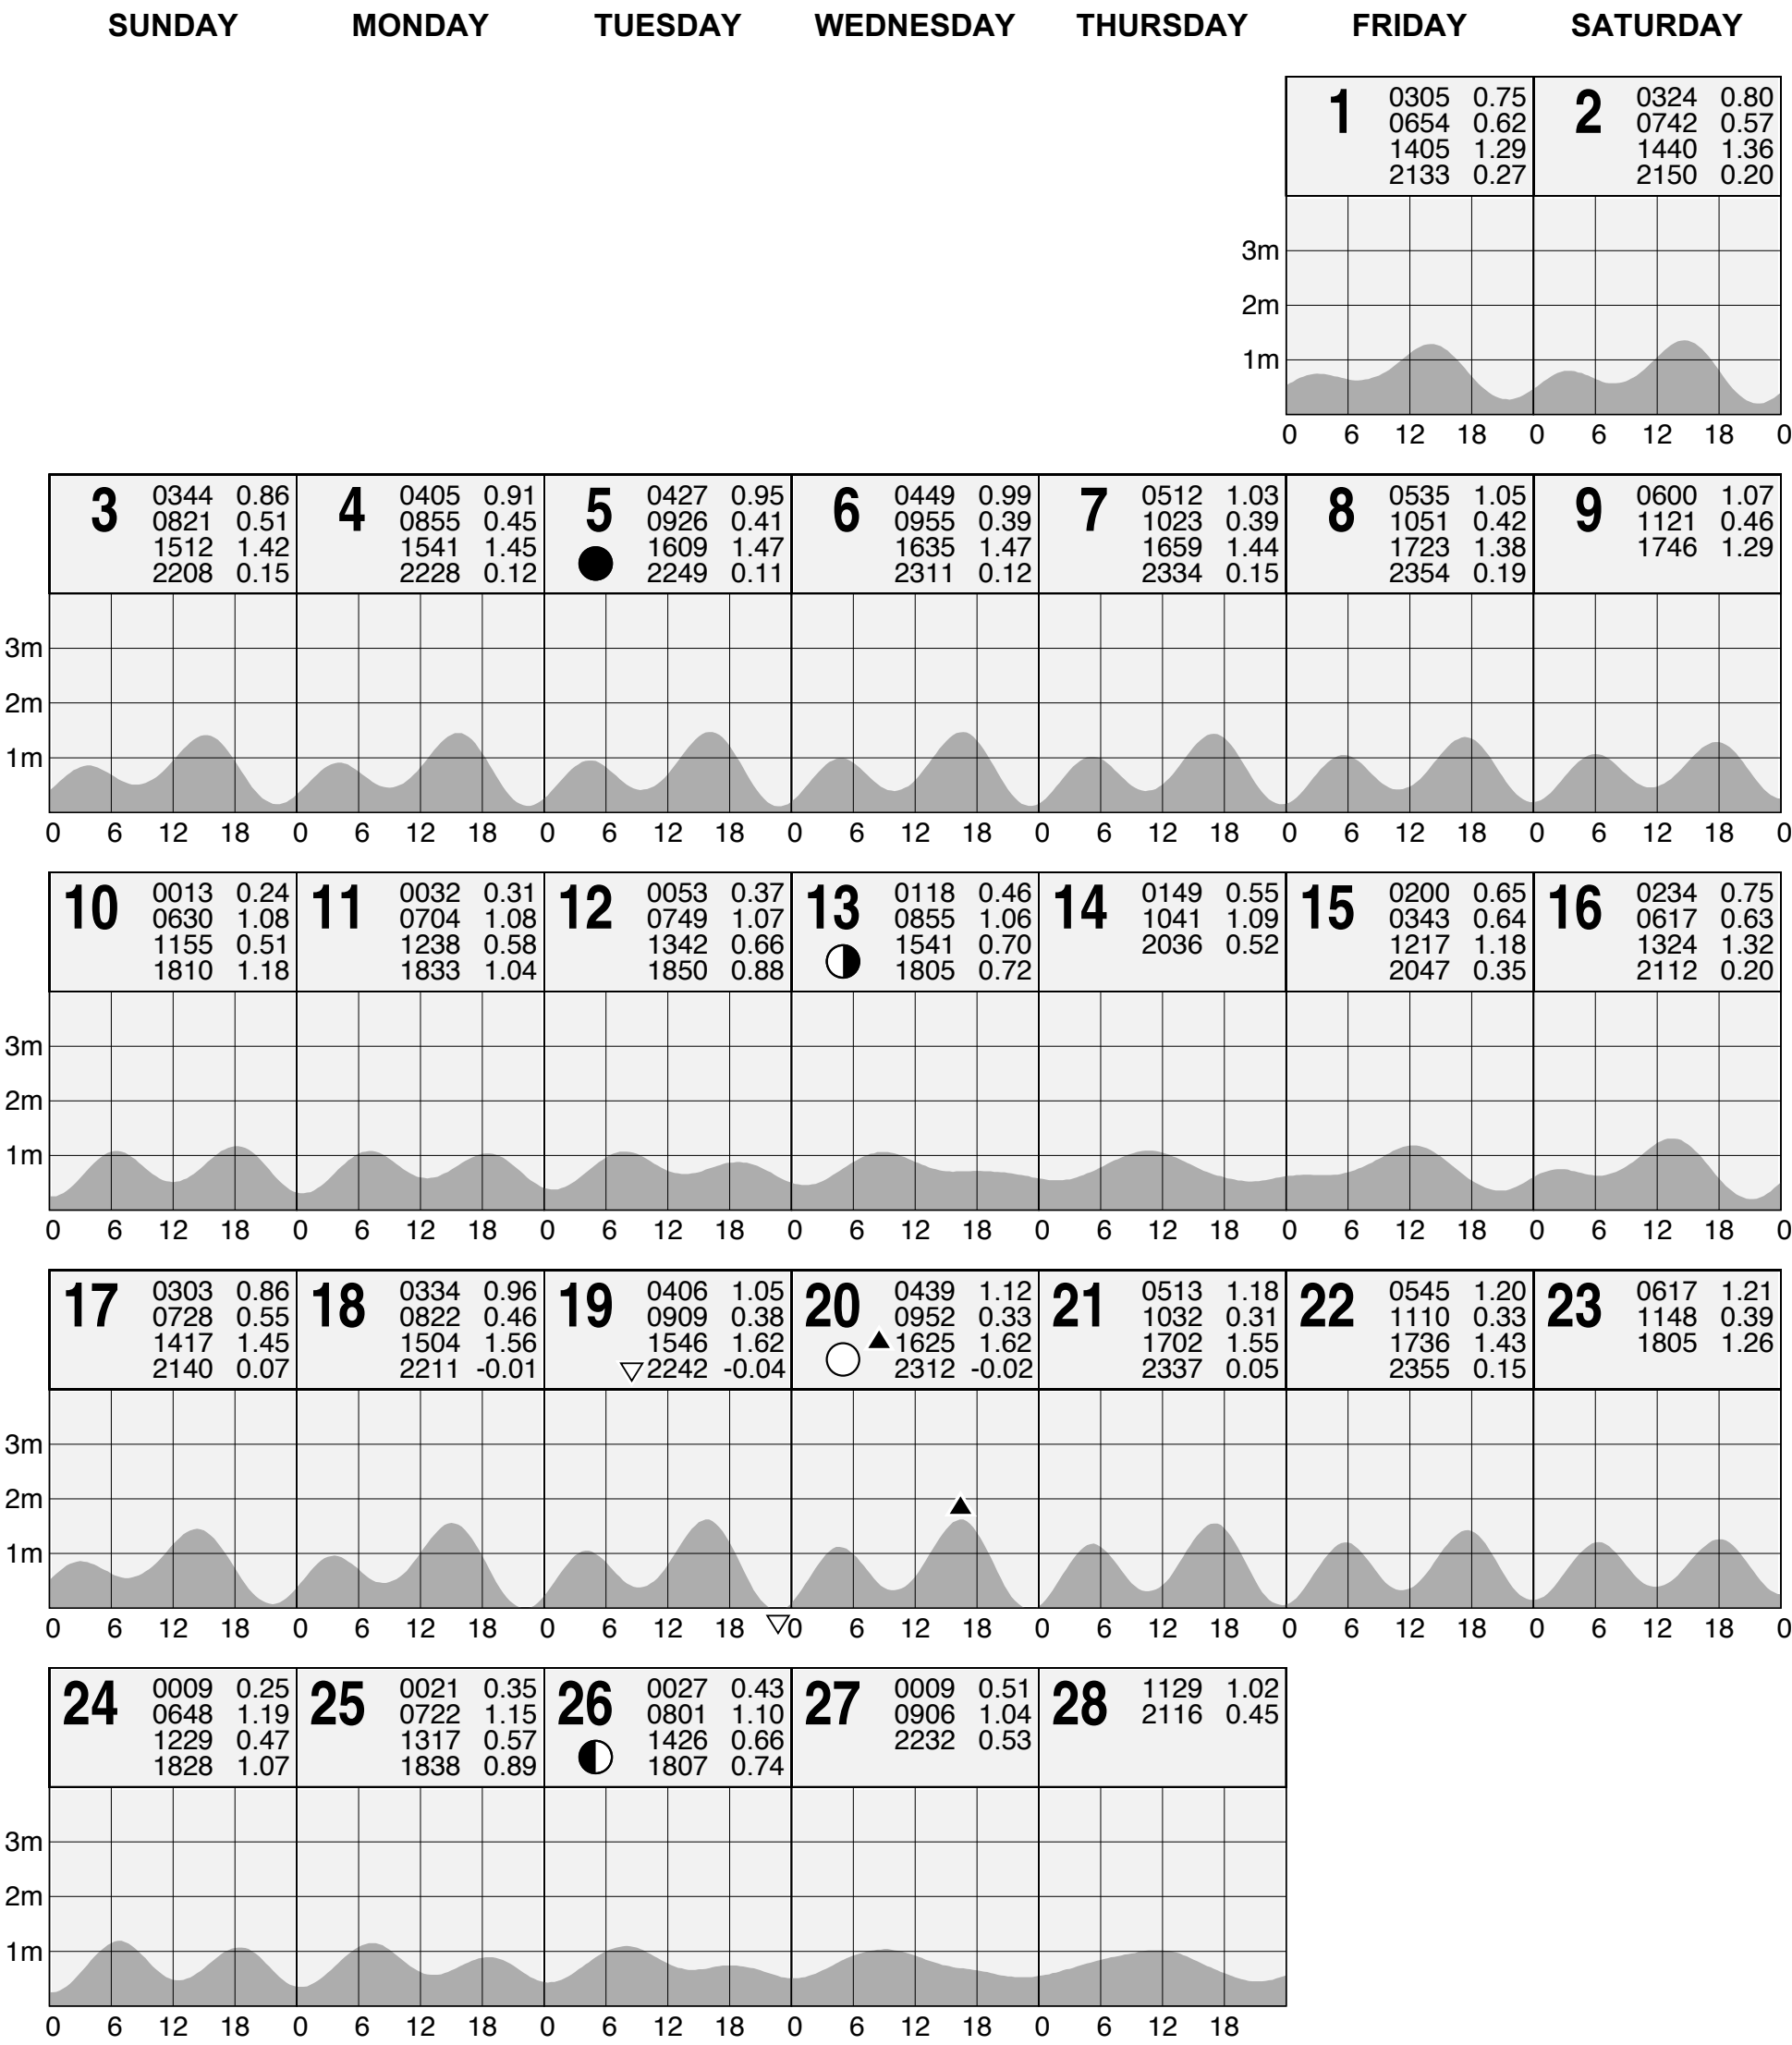 SUNDAY MONDAY TUESDAY WEDNESDAY THURSDAY FRIDAY SATURDAY
1 0305 0.75 2 0324 0.80
0654 0.62 0742 0.57
1405 1.29 1440 1.36
2133 0.27 2150 0.20
3m
2m
1m
0 6 12 18 0 6 12 18 0
3 0344 0.86 4 0405 0.91 5 0427 0.95 6 0449 0.99 7 0512 1.03 8 0535 1.05 9 0600 1.07
0821 0.51 0855 0.45 0926 0.41 0955 0.39 1023 0.39 1051 0.42 1121 0.46
1512 1.42 1541 1.45 1609 1.47 1635 1.47 1659 1.44 1723 1.38 1746 1.29
2208 0.15 2228 0.12 2249 0.11 2311 0.12 2334 0.15 2354 0.19
3m
2m
1m
0 6 12 18 0 6 12 18 0 6 12 18 0 6 12 18 0 6 12 18 0 6 12 18 0 6 12 18 0
10 0013 0.24 11 0032 0.31 12 0053 0.37 13 0118 0.46 14 0149 0.55 15 0200 0.65 16 0234 0.75
0630 1.08 0704 1.08 0749 1.07 0855 1.06 1041 1.09 0343 0.64 0617 0.63
1155 0.51 1238 0.58 1342 0.66 1541 0.70 2036 0.52 1217 1.18 1324 1.32
1810 1.18 1833 1.04 1850 0.88 1805 0.72 2047 0.35 2112 0.20
3m
2m
1m
0 6 12 18 0 6 12 18 0 6 12 18 0 6 12 18 0 6 12 18 0 6 12 18 0 6 12 18 0
17 0303 0.86 18 0334 0.96 19 0406 1.05 20 0439 1.12 21 0513 1.18 22 0545 1.20 23 0617 1.21
0728 0.55 0822 0.46 0909 0.38 0952 0.33 1032 0.31 1110 0.33 1148 0.39
1417 1.45 1504 1.56 1546 1.62 1625 1.62 1702 1.55 1736 1.43 1805 1.26
2140 0.07 2211 -0.01 2242 -0.04 2312 -0.02 2337 0.05 2355 0.15
3m
2m
1m
0 6 12 18 0 6 12 18 0 6 12 18 0 6 12 18 0 6 12 18 0 6 12 18 0 6 12 18 0
24 0009 0.25 25 0021 0.35 26 0027 0.43 27 0009 0.51 28 1129 1.02
0648 1.19 0722 1.15 0801 1.10 0906 1.04 2116 0.45
1229 0.47 1317 0.57 1426 0.66 2232 0.53
1828 1.07 1838 0.89 1807 0.74
3m
2m
1m
0 6 12 18 0 6 12 18 0 6 12 18 0 6 12 18 0 6 12 18